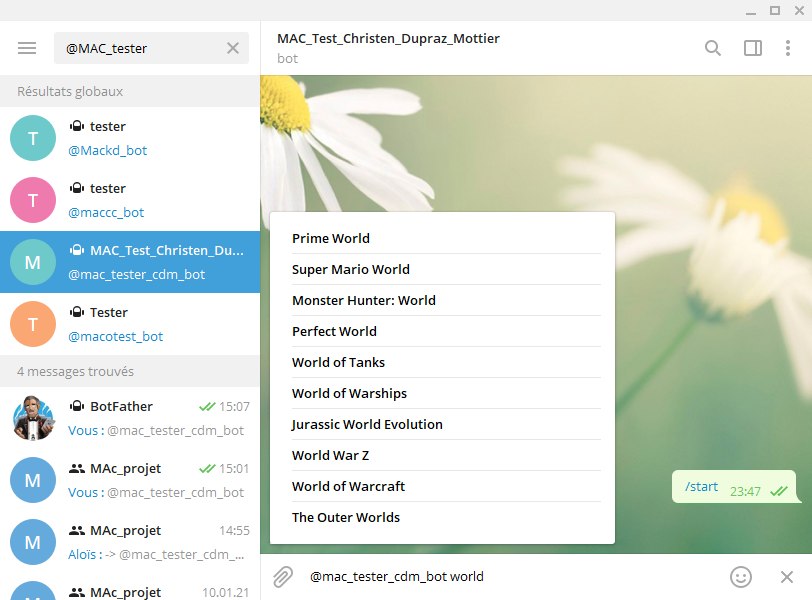 @MAC_tester
MAC_Test_Christen_Dupraz_Mottier
bot
Résultats globaux
T
tester
@Mackd_bot
T
tester
@maccc_bot
M
MAC_Test_Christen_Du...
@mac_tester_cdm_bot
T
Tester
@macotest_bot
4 messages trouvés
BotFather
15:07
Vous : @mac_tester_cdm_bot
M
MAc_projet
15:01
Vous : @mac_tester_cdm_bot
M
MAc_projet
14:55
Aloïs : -> @mac_tester_cdm_...
M
MAc_projet
10.01.21
Prime World
Super Mario World
Monster Hunter: World
Perfect World
World of Tanks
World of Warships
Jurassic World Evolution
World War Z
World of Warcraft
The Outer Worlds
/start
23:47
@mac_tester_cdm_bot world